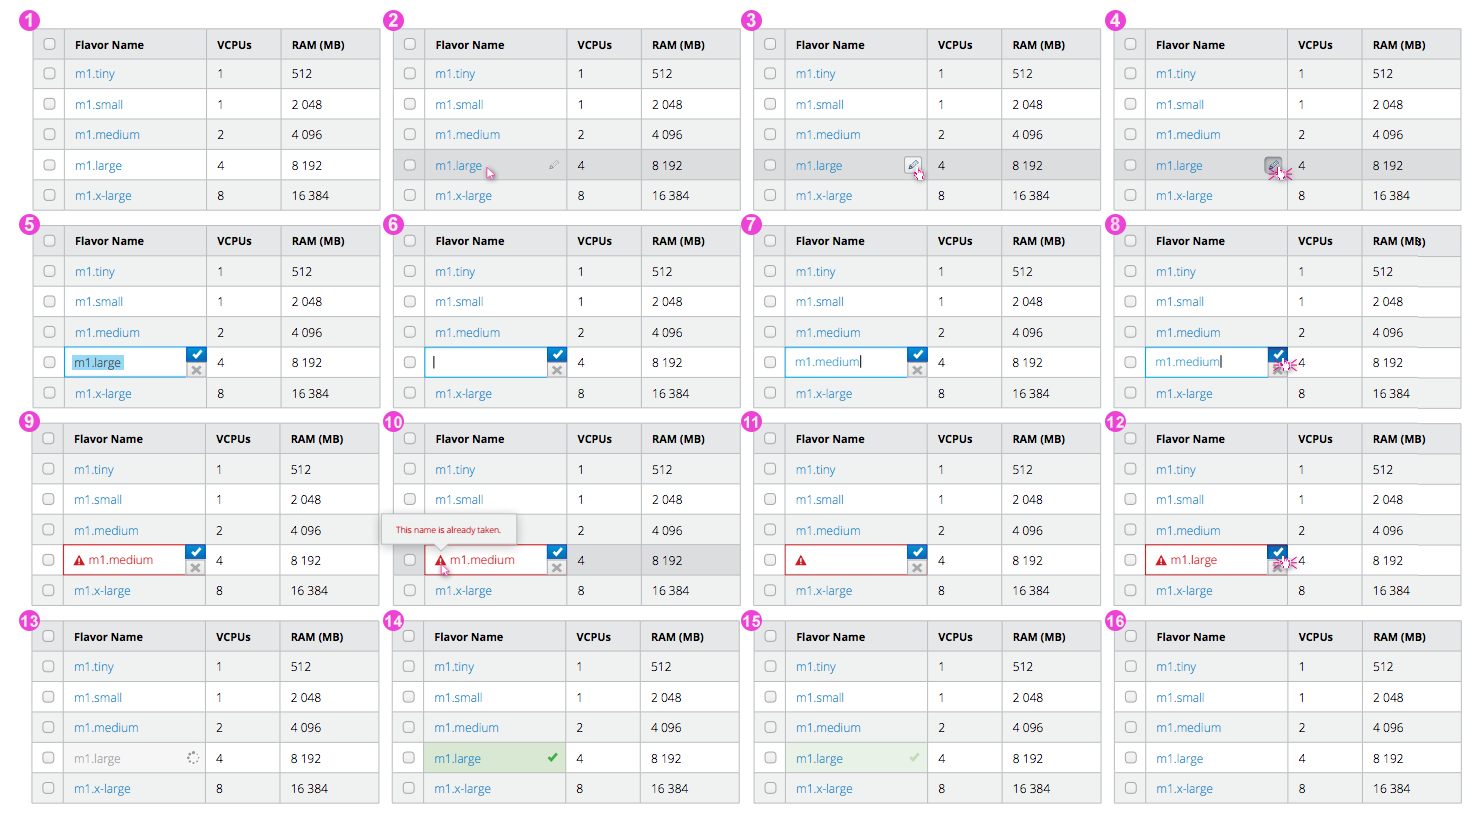 1
Flavor Name VCPUs RAM (MB)
m1.tiny 1 512
m1.small 1 2 048
m1.medium 2 4 096
m1.large 4 8 192
m1.x-large 8 16 384
2
Flavor Name VCPUs RAM (MB)
m1.tiny 1 512
m1.small 1 2 048
m1.medium 2 4 096
m1.large 4 8 192
m1.x-large 8 16 384
3
Flavor Name VCPUs RAM (MB)
m1.tiny 1 512
m1.small 1 2 048
m1.medium 2 4 096
m1.large 4 8 192
m1.x-large 8 16 384
4
Flavor Name VCPUs RAM (MB)
m1.tiny 1 512
m1.small 1 2 048
m1.medium 2 4 096
m1.large 4 8 192
m1.x-large 8 16 384
5
Flavor Name VCPUs RAM (MB)
m1.tiny 1 512
m1.small 1 2 048
m1.medium 2 4 096
m1.large 4 8 192
m1.x-large 8 16 384
6
Flavor Name VCPUs RAM (MB)
m1.tiny 1 512
m1.small 1 2 048
m1.medium 2 4 096
4 8 192
m1.x-large 8 16 384
7
Flavor Name VCPUs RAM (MB)
m1.tiny 1 512
m1.small 1 2 048
m1.medium 2 4 096
m1.medium 4 8 192
m1.x-large 8 16 384
8
Flavor Name VCPUs RAM (MB)
m1.tiny 1 512
m1.small 1 2 048
m1.medium 2 4 096
m1.medium 4 8 192
m1.x-large 8 16 384
9
Flavor Name VCPUs RAM (MB)
m1.tiny 1 512
m1.small 1 2 048
m1.medium 2 4 096
m1.medium 4 8 192
m1.x-large 8 16 384
10
Flavor Name VCPUs RAM (MB)
m1.tiny 1 512
m1.small 1 2 048
This name is already taken. 2 4 096
m1.medium 4 8 192
m1.x-large 8 16 384
11
Flavor Name VCPUs RAM (MB)
m1.tiny 1 512
m1.small 1 2 048
m1.medium 2 4 096
4 8 192
m1.x-large 8 16 384
12
Flavor Name VCPUs RAM (MB)
m1.tiny 1 512
m1.small 1 2 048
m1.medium 2 4 096
m1.large 4 8 192
m1.x-large 8 16 384
13
Flavor Name VCPUs RAM (MB)
m1.tiny 1 512
m1.small 1 2 048
m1.medium 2 4 096
m1.large 4 8 192
m1.x-large 8 16 384
14
Flavor Name VCPUs RAM (MB)
m1.tiny 1 512
m1.small 1 2 048
m1.medium 2 4 096
m1.large 4 8 192
m1.x-large 8 16 384
15
Flavor Name VCPUs RAM (MB)
m1.tiny 1 512
m1.small 1 2 048
m1.medium 2 4 096
m1.large 4 8 192
m1.x-large 8 16 384
16
Flavor Name VCPUs RAM (MB)
m1.tiny 1 512
m1.small 1 2 048
m1.medium 2 4 096
m1.large 4 8 192
m1.x-large 8 16 384